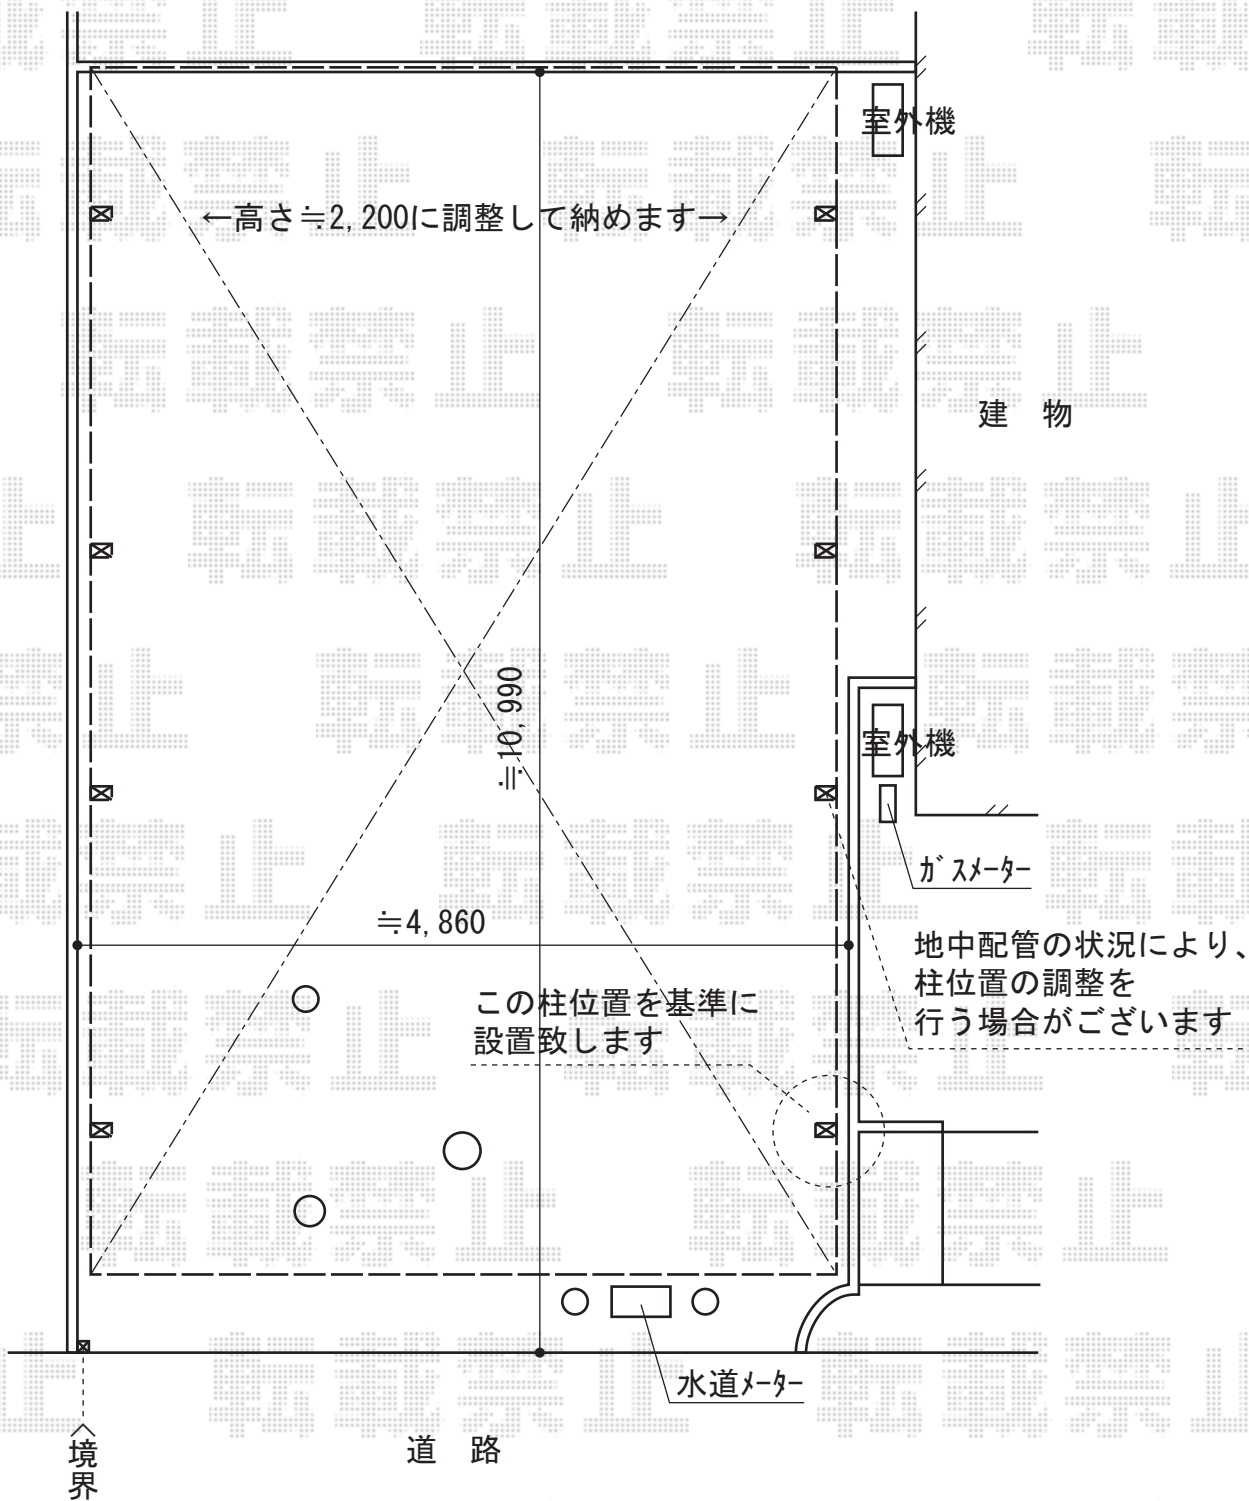 室外機
←高さ≒2,200に調整して納めます→
建　物
≒10,990
室外機
ガスメーター
≒4,860
地中配管の状況により、
柱位置の調整を
行う場合がございます
この柱位置を基準に
設置致します
水道メーター
道　路
境界
転載禁止